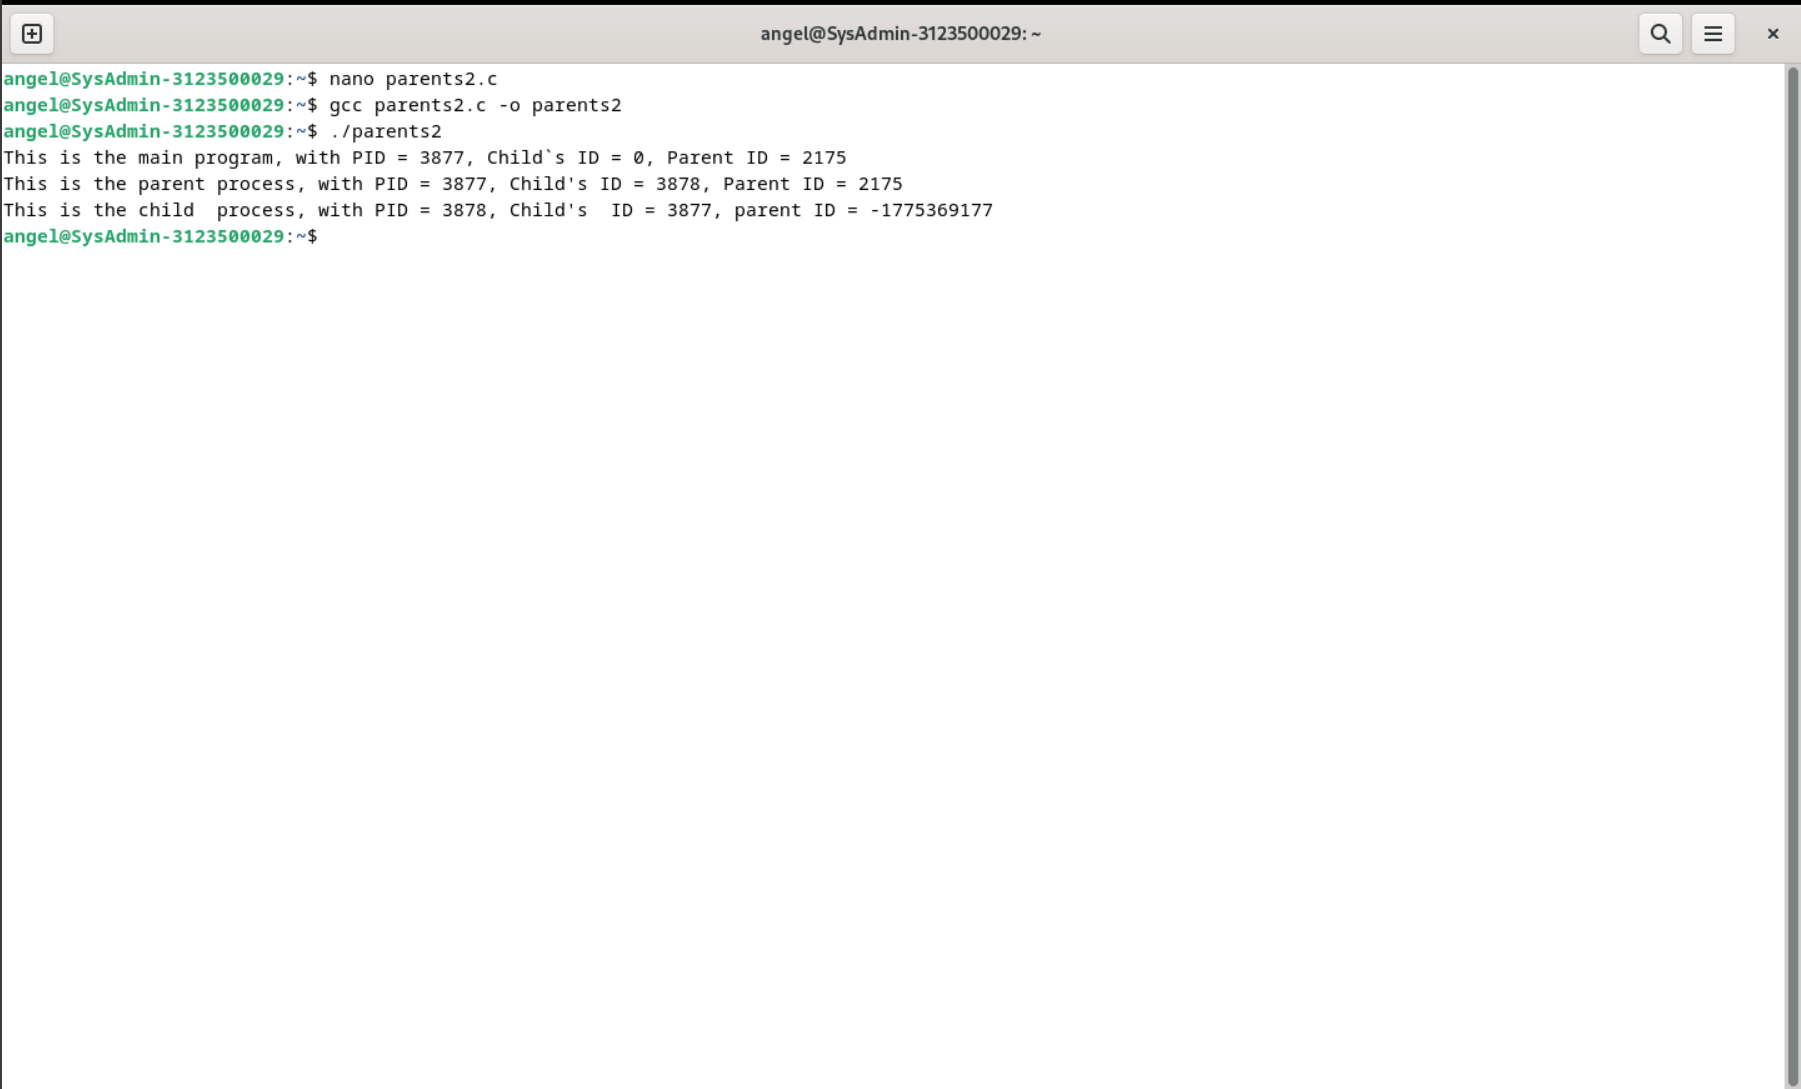 angel@SysAdmin-3123500029: ~
angel@SysAdmin-3123500029:~$ nano parents2.c
angel@SysAdmin-3123500029:~$ gcc parents2.c -o parents2
angel@SysAdmin-3123500029:~$ ./parents2
This is the main program, with PID = 3877, Child`s ID = 0, Parent ID = 2175
This is the parent process, with PID = 3877, Child's ID = 3878, Parent ID = 2175
This is the child  process, with PID = 3878, Child's  ID = 3877, parent ID = -1775369177
angel@SysAdmin-3123500029:~$